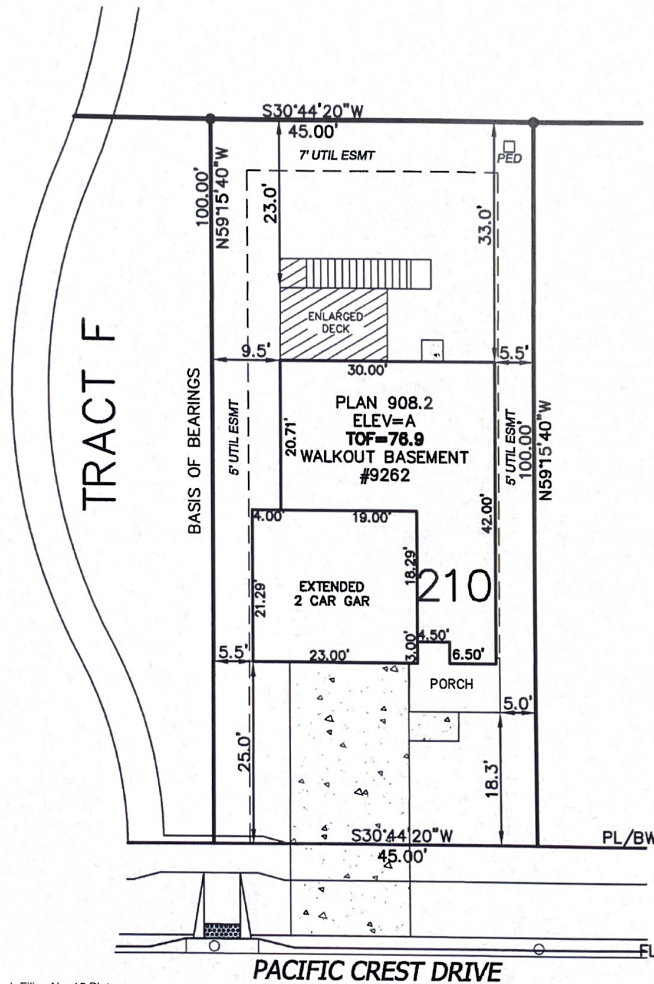 S30°44'20"W
45.00'
7' UTIL ESMT
PED
100.00'
N59°15'40"W
23.0'
33.0'
ENLARGED
DECK
9.5'
5.5'
30.00'
TRACT F
BASIS OF BEARINGS
5' UTIL ESMT
20.71'
PLAN 908.2
ELEV=A
TOF=76.9
WALKOUT BASEMENT
#9262
5' UTIL ESMT
100.00'
N59°15'40"W
42.00'
4.00'
19.00'
21.29'
EXTENDED
2 CAR GAR
18.29'
210
5.5'
23.00'
3.00'
4.50'
6.50'
PORCH
5.0'
25.0'
18.3'
S30°44'20"W
45.00'
PL/BW
FL
PACIFIC CREST DRIVE